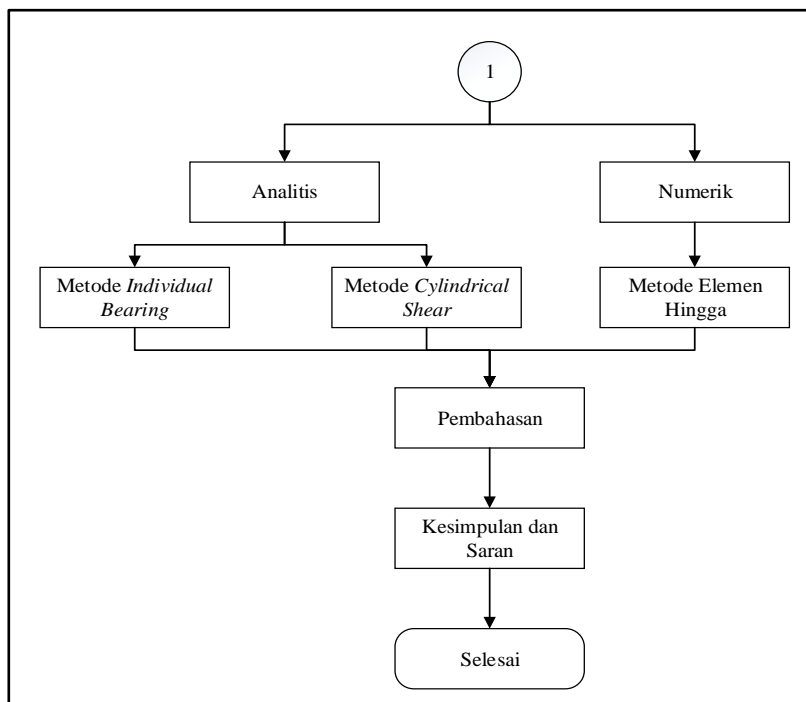 1
Analitis
Numerik
Metode Individual
Bearing
Metode Cylindrical
Shear
Metode Elemen
Hingga
Pembahasan
Kesimpulan dan
Saran
Selesai